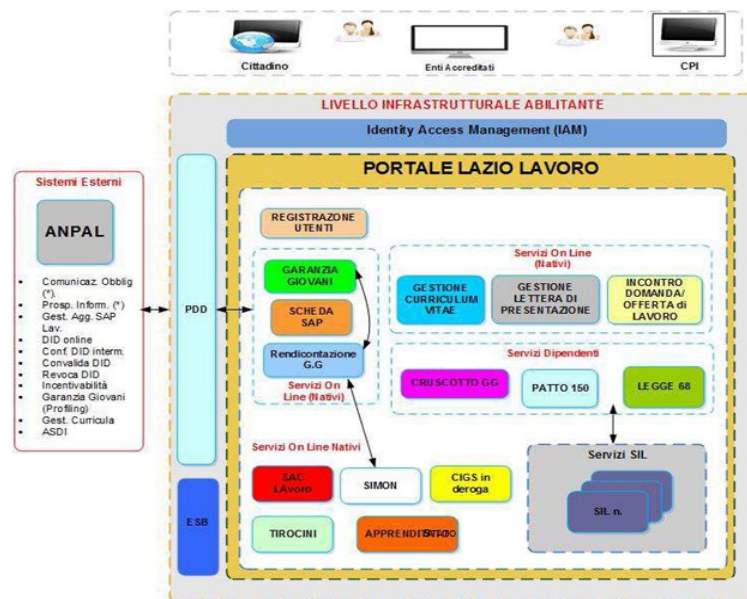 Cittadino
Enti Accreditati
CPI
LIVELLO INFRASTRUTTURALE ABILITANTE
Identity Access Management (IAM)
PORTALE LAZIO LAVORO
Sistemi Esterni
ANPAL
Comunicaz. Obblig
(*).
Prosp. Inform. (*)
Gest. Agg. SAP
Lav.
DID online
Conf. DID interm.
Convalida DID
Revoca DID
Incentivabilità
Garanzia Giovani
(Profiling)
Gest. Curricula
ASDI
PDD
ESB
REGISTRAZIONE
UTENTI
GARANZIA
GIOVANI
SCHEDA
SAP
Rendicontazione
G.G
Servizi On
Line (Nativi)
Servizi On Line
(Nativi)
GESTIONE
CURRICULUM
VITAE
GESTIONE
LETTERA DI
PRESENTAZIONE
INCONTRO
DOMANDA/
OFFERTA di
LAVORO
Servizi Dipendenti
CRUSCOTTO GG
PATTO 150
LEGGE 68
Servizi On Line Nativi
SAC
LAvoro
SIMON
CIGS in
deroga
TIROCINI
Servizi SIL
SIL n.